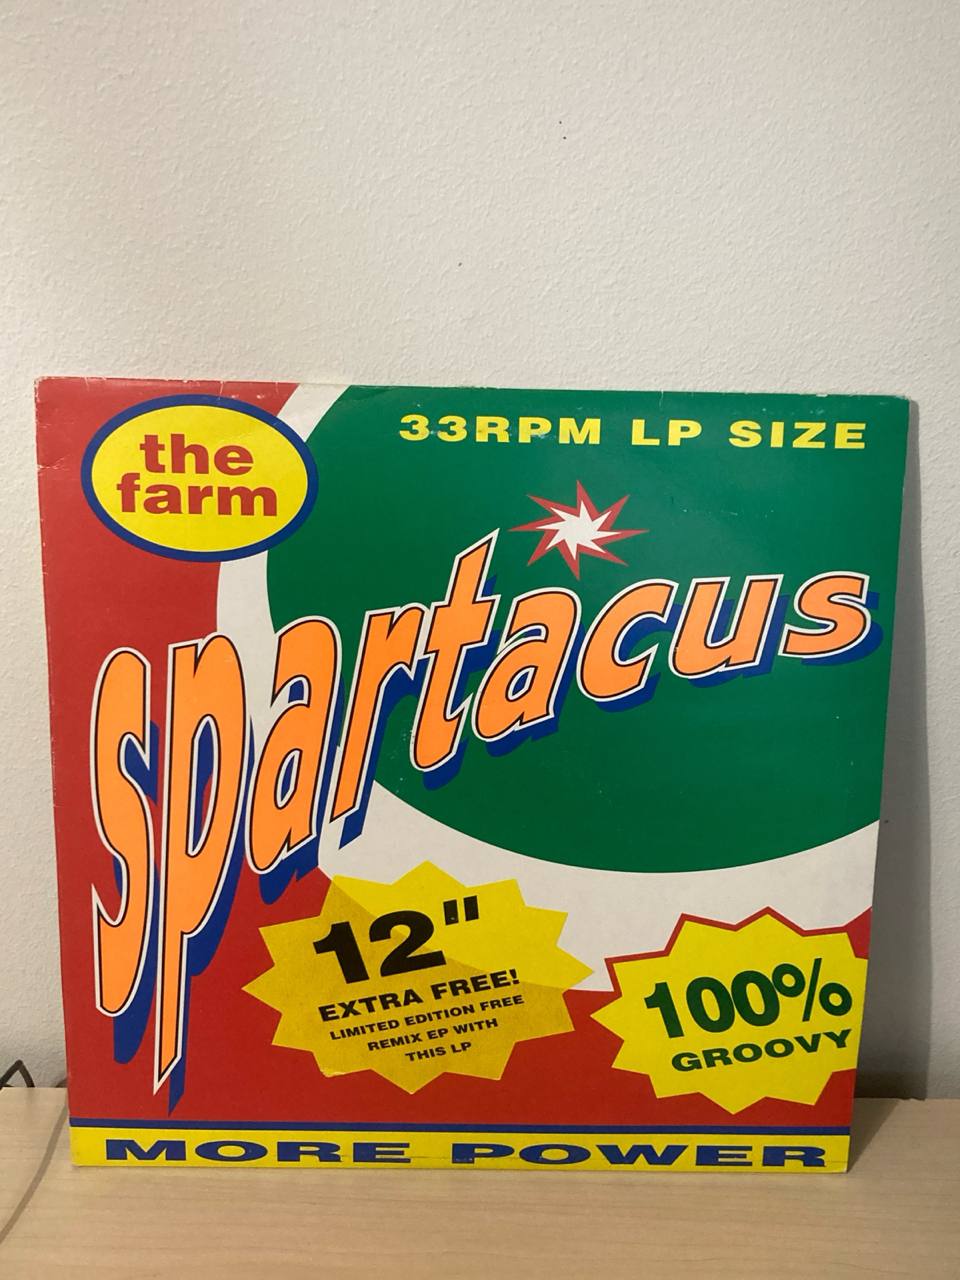 33RPM LP SIZE
the
farm
spartacus
12"
EXTRA FREE!
LIMITED EDITION FREE
REMIX EP WITH
THIS LP
100%
GROOVY
MORE POWER